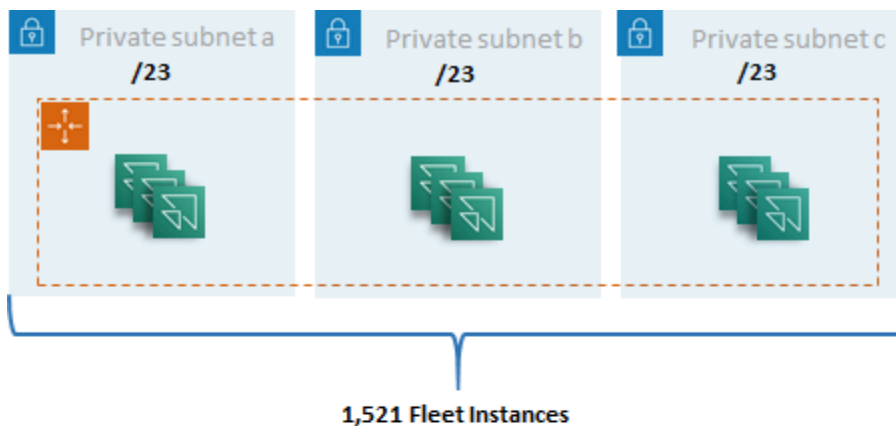 Private subnet a
/23
Private subnet b
/23
Private subnet c
/23
1,521 Fleet Instances